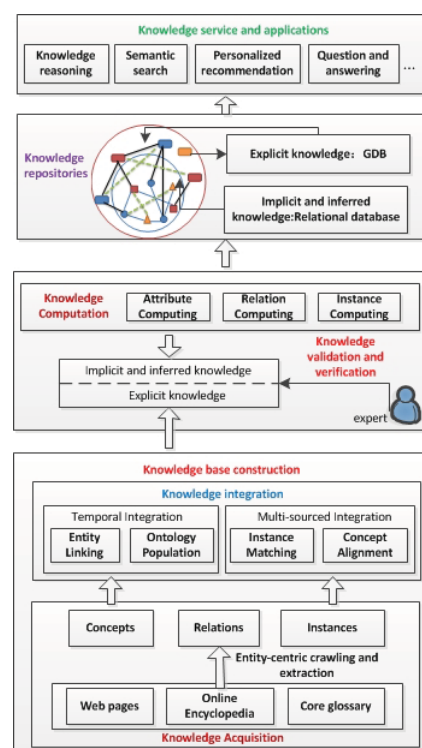 Knowledge service and applications
Knowledge
reasoning
Semantic
search
Personalized
recommendation
Question and
answering
...
Knowledge
repositories
Explicit knowledge: GDB
Implicit and inferred
knowledge:Relational database
Knowledge
Computation
Attribute
Computing
Relation
Computing
Instance
Computing
Knowledge
validation and
verification
Implicit and inferred knowledge
Explicit knowledge
expert
Knowledge base construction
Knowledge integration
Temporal Integration
Entity
Linking
Ontology
Population
Multi-sourced Integration
Instance
Matching
Concept
Alignment
Concepts
Relations
Instances
Entity-centric crawling and
extraction
Web pages
Online
Encyclopedia
Core glossary
Knowledge Acquisition